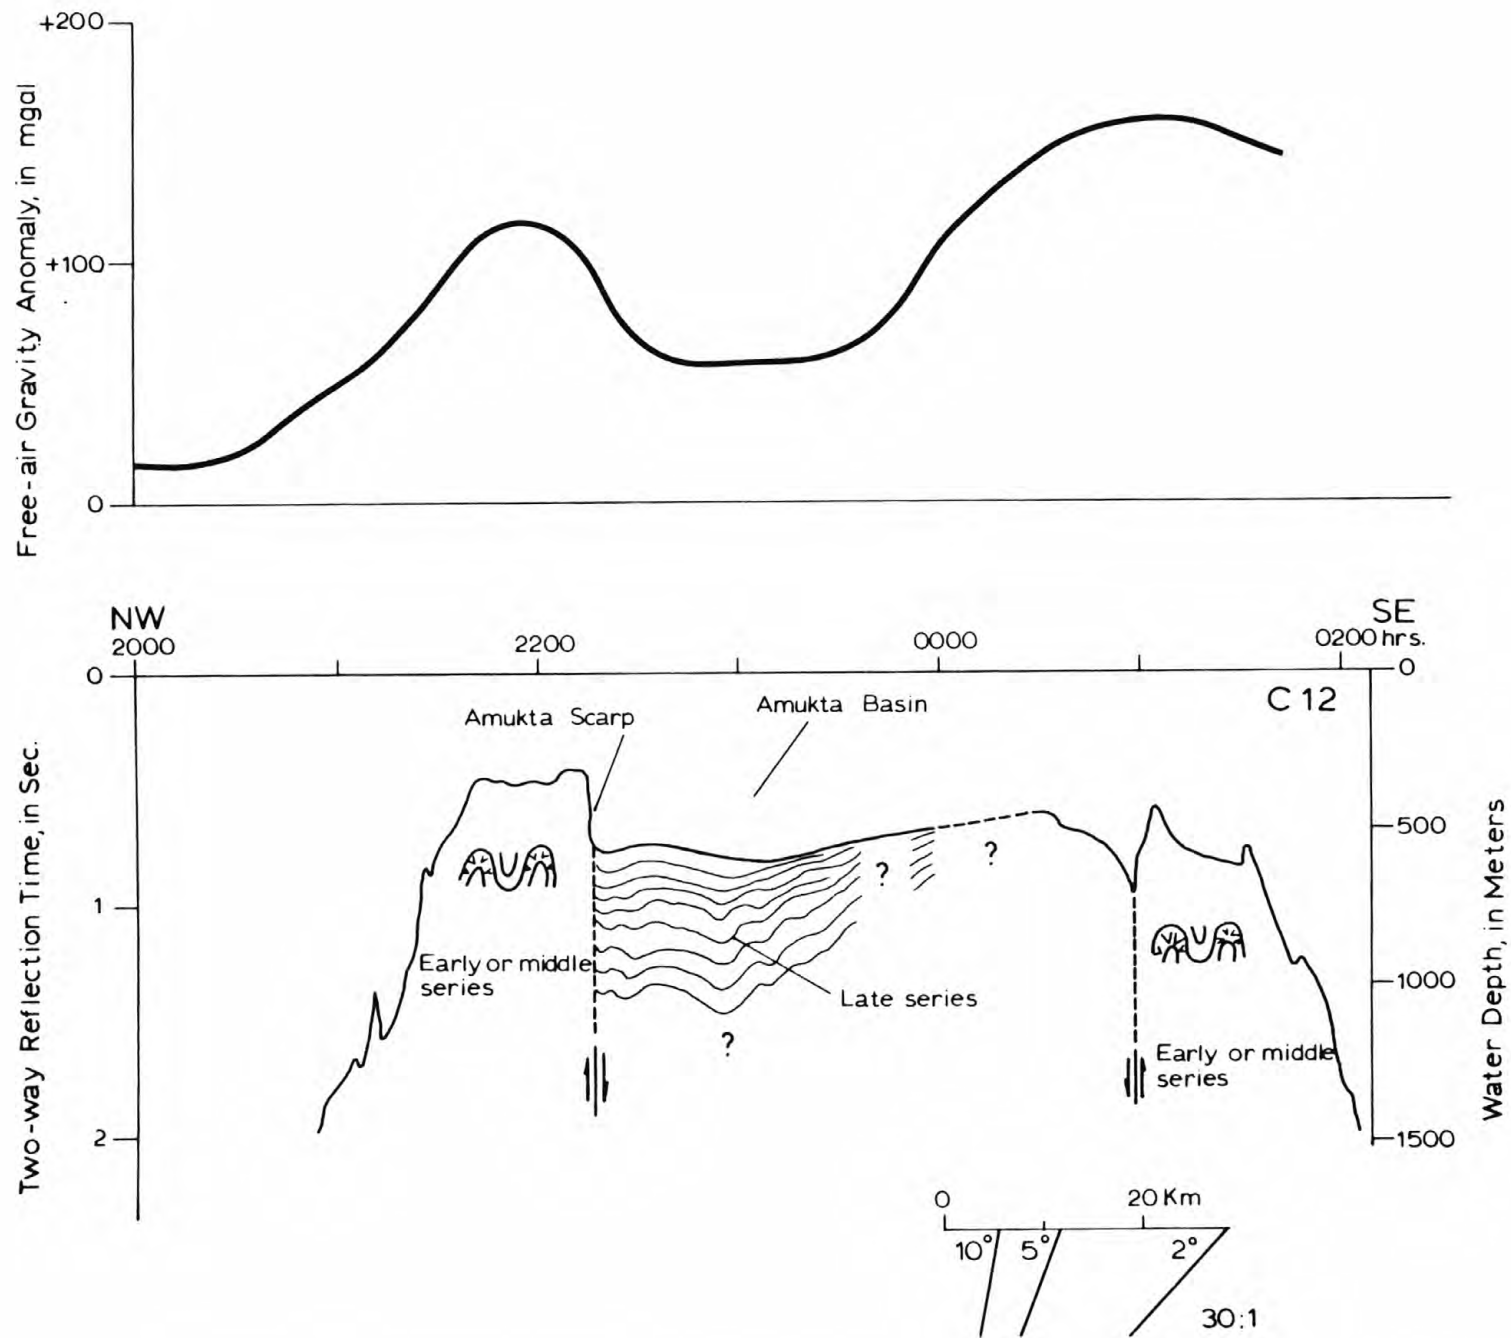 +200
+100
0
Free-air Gravity Anomaly, in mgal
NW
SE
2000
2200
0000
0200 hrs.
0
0
C 12
Amukta Scarp
Amukta Basin
500
?
?
1
Early or middle
series
1000
Late series
?
Early or middle
series
2
1500
Two-way Reflection Time, in Sec.
Water Depth, in Meters
0
20 Km
10°
5°
2°
30:1